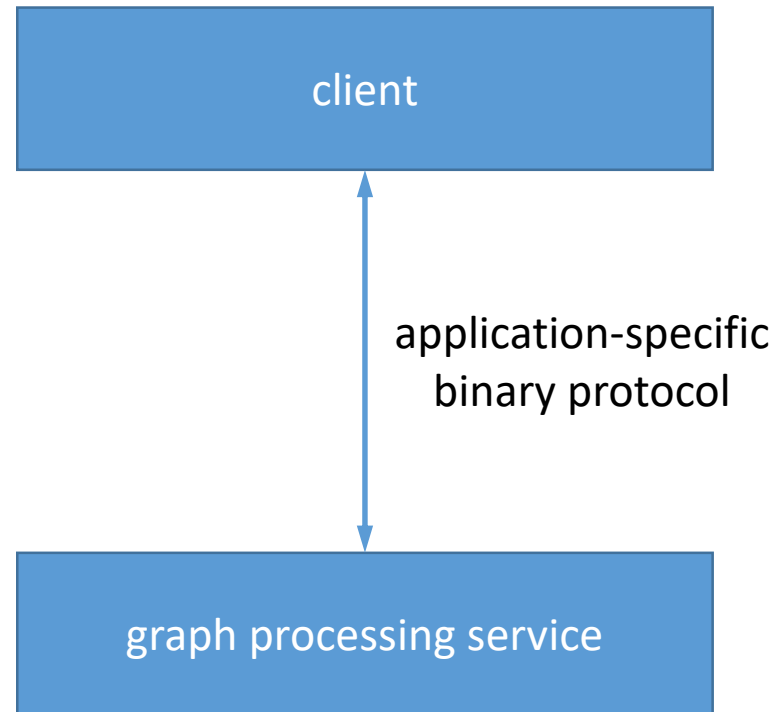 client
application-specific
binary protocol
graph processing service